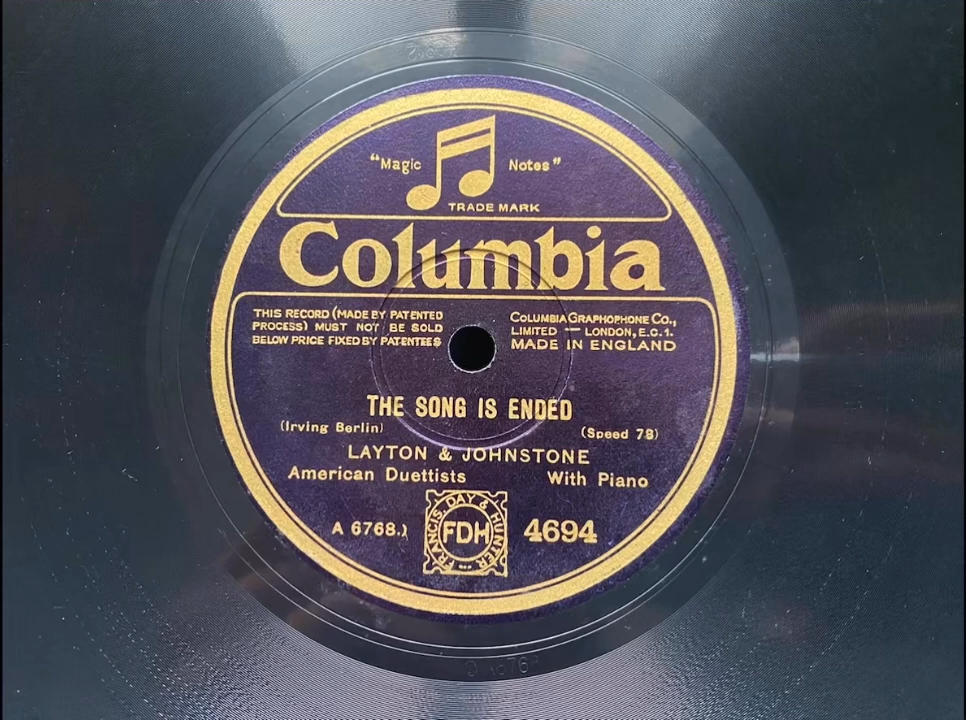 "Magic Notes"
TRADE MARK
Columbia
THIS RECORD (MADE BY PATENTED
PROCESS) MUST NOT BE SOLD
BELOW PRICE FIXED BY PATENTEES
COLUMBIA GRAPHOPHONE CO.,
LIMITED — LONDON, E.C.1.
MADE IN ENGLAND
THE SONG IS ENDED
(Irving Berlin) (Speed 78)
LAYTON & JOHNSTONE
American Duettists With Piano
A 6768.)
FRANCIS, DAY & HUNTER
FDH
4694